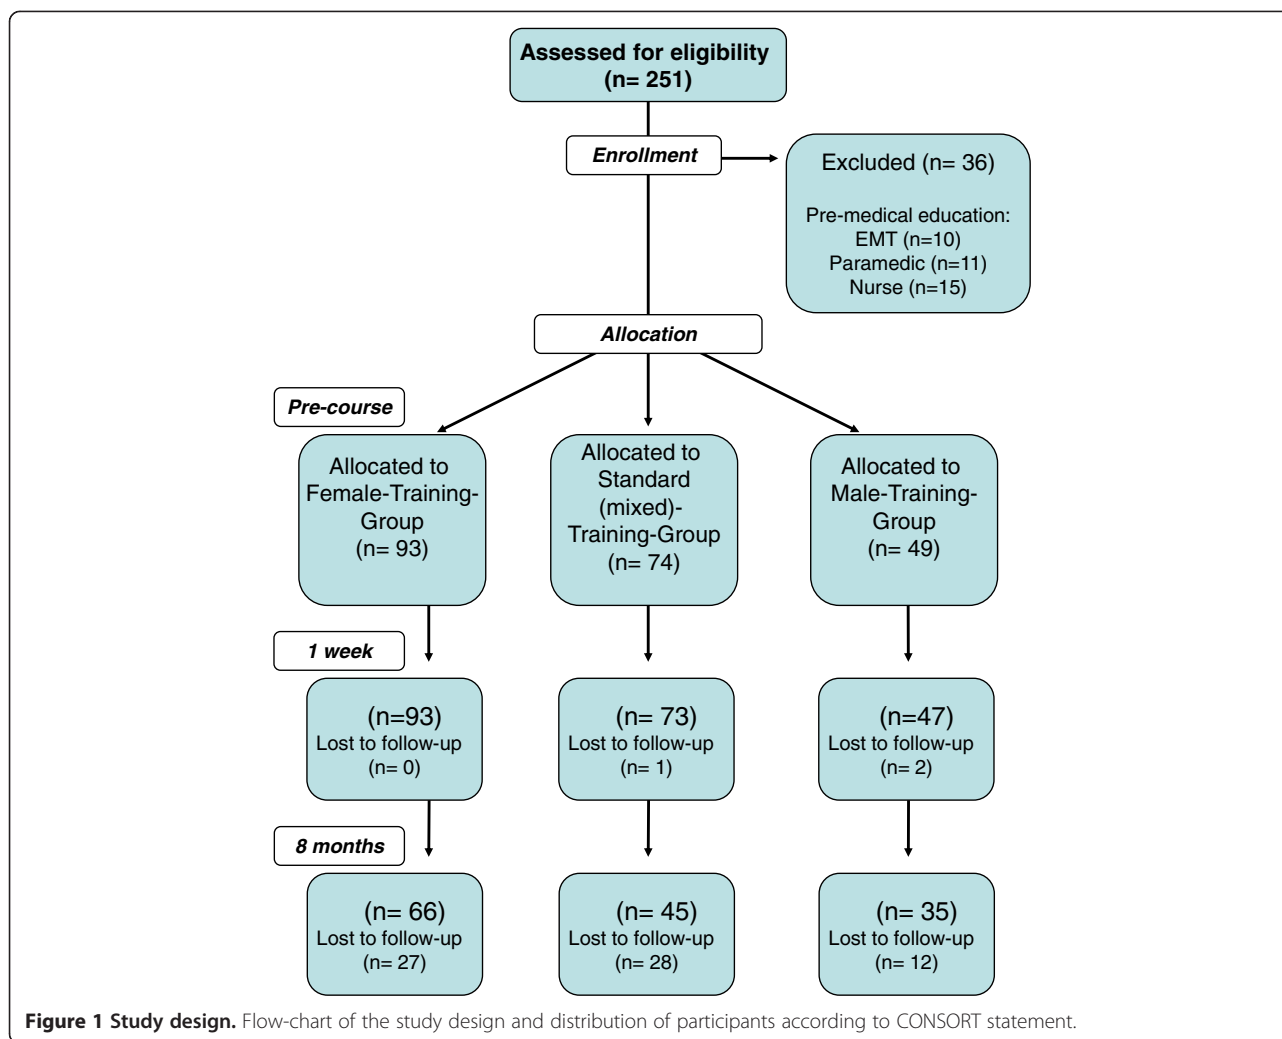 Assessed for eligibility
(n= 251)
Enrollment
Excluded (n= 36)
Pre-medical education:
EMT (n=10)
Paramedic (n=11)
Nurse (n=15)
Allocation
Pre-course
Allocated to
Female-Training-
Group
(n= 93)
Allocated to
Standard
(mixed)-
Training-Group
(n= 74)
Allocated to
Male-Training-
Group
(n= 49)
1 week
(n=93)
Lost to follow-up
(n= 0)
(n= 73)
Lost to follow-up
(n= 1)
(n=47)
Lost to follow-up
(n= 2)
8 months
(n= 66)
Lost to follow-up
(n= 27)
(n= 45)
Lost to follow-up
(n= 28)
(n= 35)
Lost to follow-up
(n= 12)
Figure 1 Study design. Flow-chart of the study design and distribution of participants according to CONSORT statement.